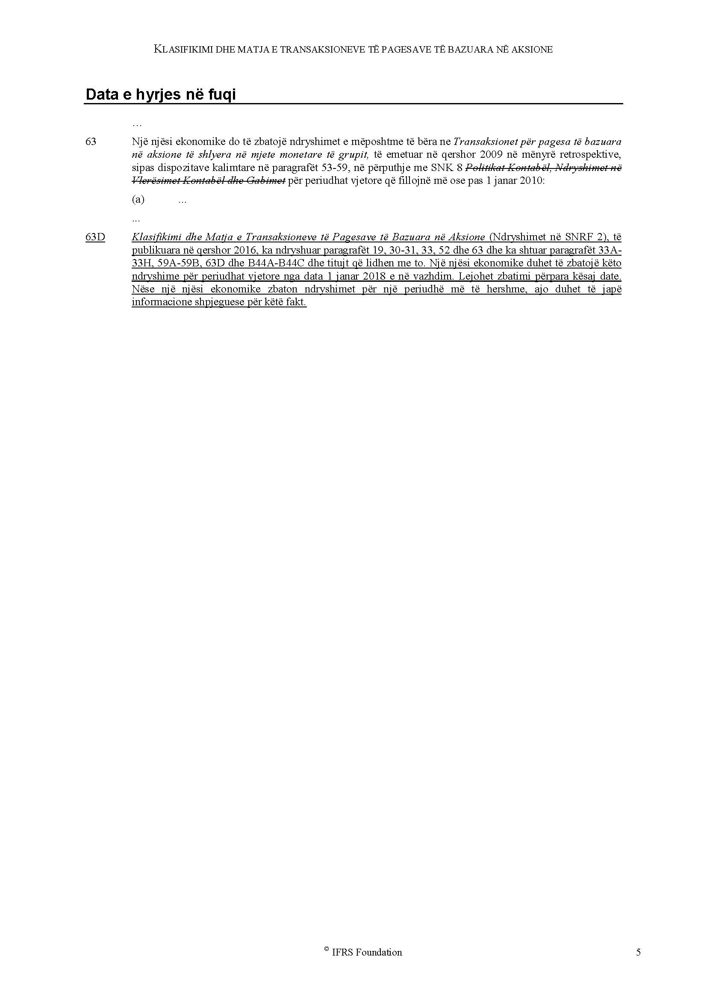 KLASIFIKIMI DHE MATJA E TRANSAKSIONEVE TË PAGESAVE TË BAZUARA NË AKSIONE
Data e hyrjes në fuqi
…
63 Një njësi ekonomike do të zbatojë ndryshimet e mëposhtme të bëra ne Transaksionet për pagesa të bazuara
në aksione të shlyera në mjete monetare të grupit, të emetuar në qershor 2009 në mënyrë retrospektive,
sipas dispozitave kalimtare në paragrafët 53-59, në përputhje me SNK 8 Politikat Kontabël, Ndryshimet në
Vlerësimet Kontabël dhe Gabimet për periudhat vjetore që fillojnë më ose pas 1 janar 2010:
(a) ...
...
63D Klasifikimi dhe Matja e Transaksioneve të Pagesave të Bazuara në Aksione (Ndryshimet në SNRF 2), të
publikuara në qershor 2016, ka ndryshuar paragrafët 19, 30-31, 33, 52 dhe 63 dhe ka shtuar paragrafët 33A-
33H, 59A-59B, 63D dhe B44A-B44C dhe titujt që lidhen me to. Një njësi ekonomike duhet të zbatojë këto
ndryshime për periudhat vjetore nga data 1 janar 2018 e në vazhdim. Lejohet zbatimi përpara kësaj date.
Nëse një njësi ekonomike zbaton ndryshimet për një periudhë më të hershme, ajo duhet të japë
informacione shpjeguese për këtë fakt.
© IFRS Foundation 5